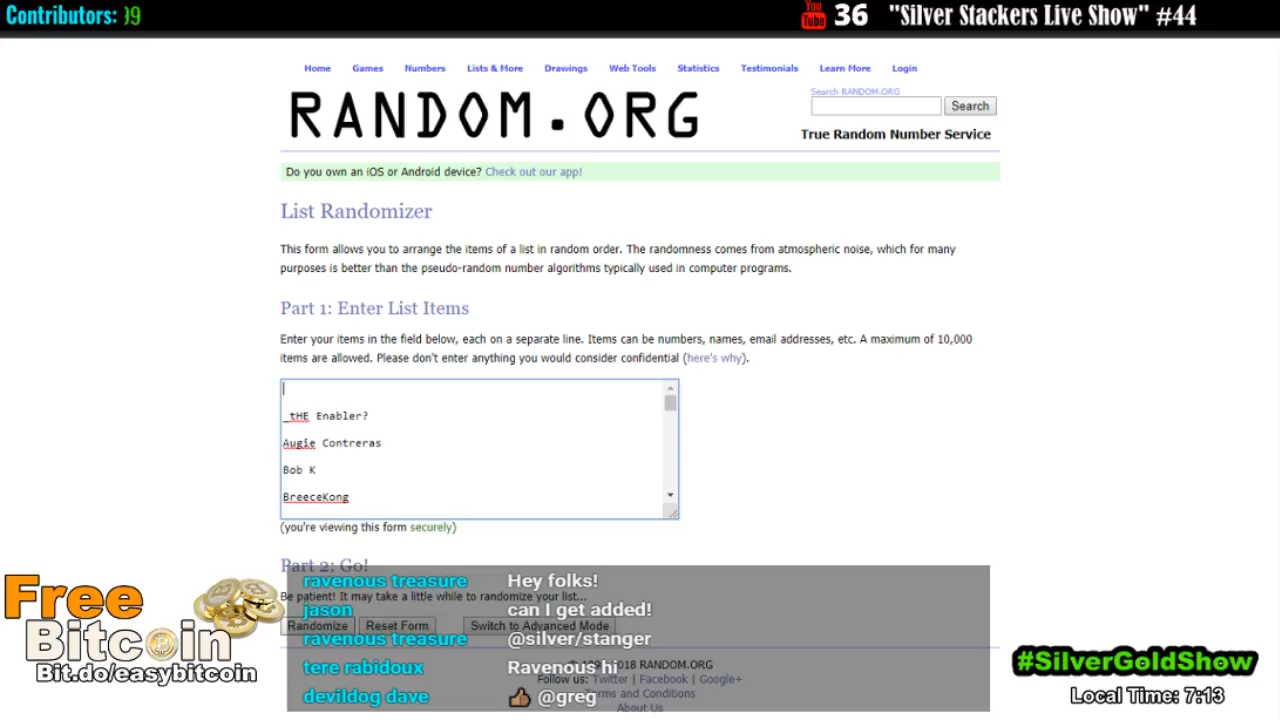 Contributors: 39
You Tube 36 "Silver Stackers Live Show" #44
Home Games Numbers Lists & More Drawings Web Tools Statistics Testimonials Learn More Login
RANDOM.ORG
Search RANDOM.ORG
Search
True Random Number Service
Do you own an iOS or Android device? Check out our app!
List Randomizer
This form allows you to arrange the items of a list in random order. The randomness comes from atmospheric noise, which for many
purposes is better than the pseudo-random number algorithms typically used in computer programs.
Part 1: Enter List Items
Enter your items in the field below, each on a separate line. Items can be numbers, names, email addresses, etc. A maximum of 10,000
items are allowed. Please don't enter anything you would consider confidential (here's why).
_tHE Enabler?
Augie Contreras
Bob K
BreeceKong
(you're viewing this form securely)
Part 2: Go!
ravenous treasure Hey folks!
Be patient! It may take a little while to randomize your list...
jason can I get added!
Randomize Reset Form Switch to Advanced Mode
ravenous treasure @silver/stanger
2018 RANDOM.ORG
tere rabidoux Ravenous hi
Follow us: Twitter | Facebook | Google+
devildog dave @greg
Terms and Conditions
About Us
Free
Bitcoin
Bit.do/easybitcoin
#SilverGoldShow
Local Time: 7:13